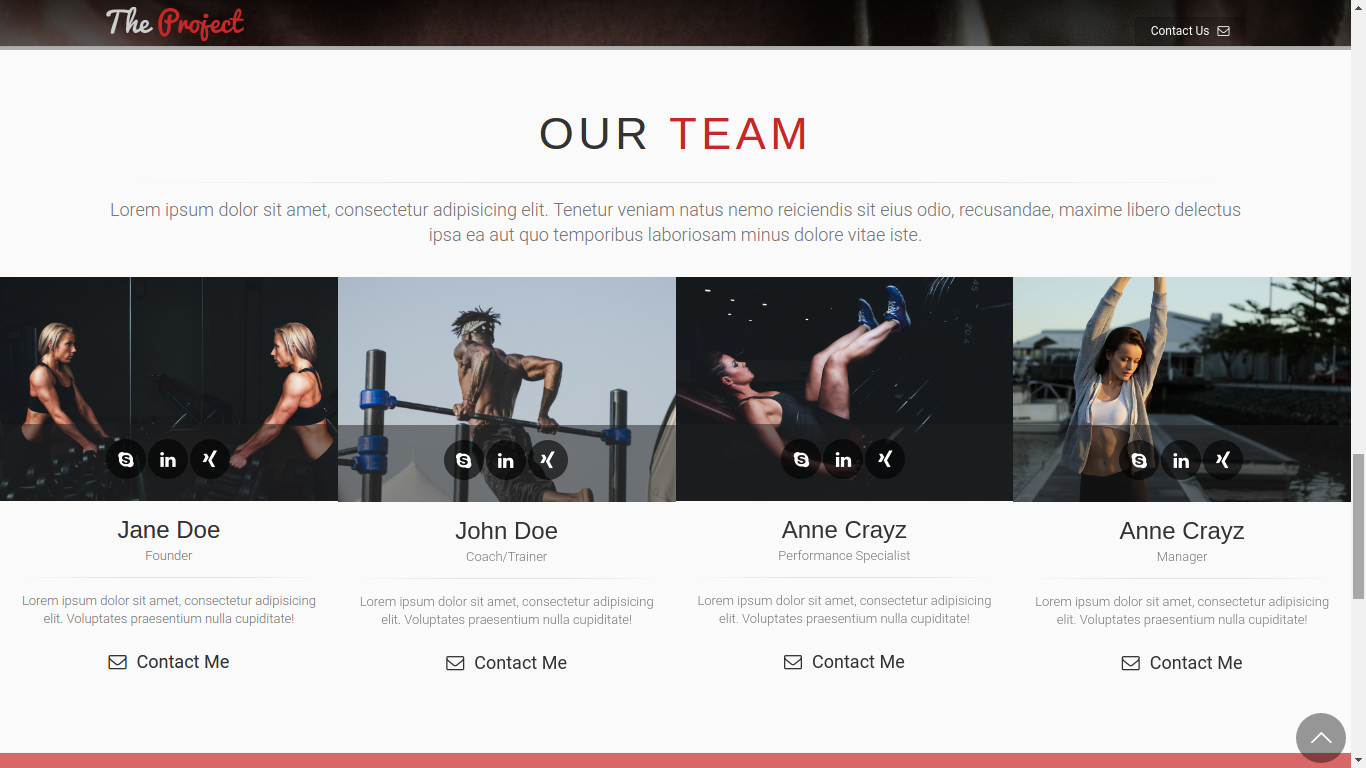 The Project
Contact Us
OUR TEAM
Lorem ipsum dolor sit amet, consectetur adipisicing elit. Tenetur veniam natus nemo reiciendis sit eius odio, recusandae, maxime libero delectus
ipsa ea aut quo temporibus laboriosam minus dolore vitae iste.
Jane Doe
Founder
Lorem ipsum dolor sit amet, consectetur adipisicing
elit. Voluptates praesentium nulla cupiditate!
Contact Me
John Doe
Coach/Trainer
Lorem ipsum dolor sit amet, consectetur adipisicing
elit. Voluptates praesentium nulla cupiditate!
Contact Me
Anne Crayz
Performance Specialist
Lorem ipsum dolor sit amet, consectetur adipisicing
elit. Voluptates praesentium nulla cupiditate!
Contact Me
Anne Crayz
Manager
Lorem ipsum dolor sit amet, consectetur adipisicing
elit. Voluptates praesentium nulla cupiditate!
Contact Me